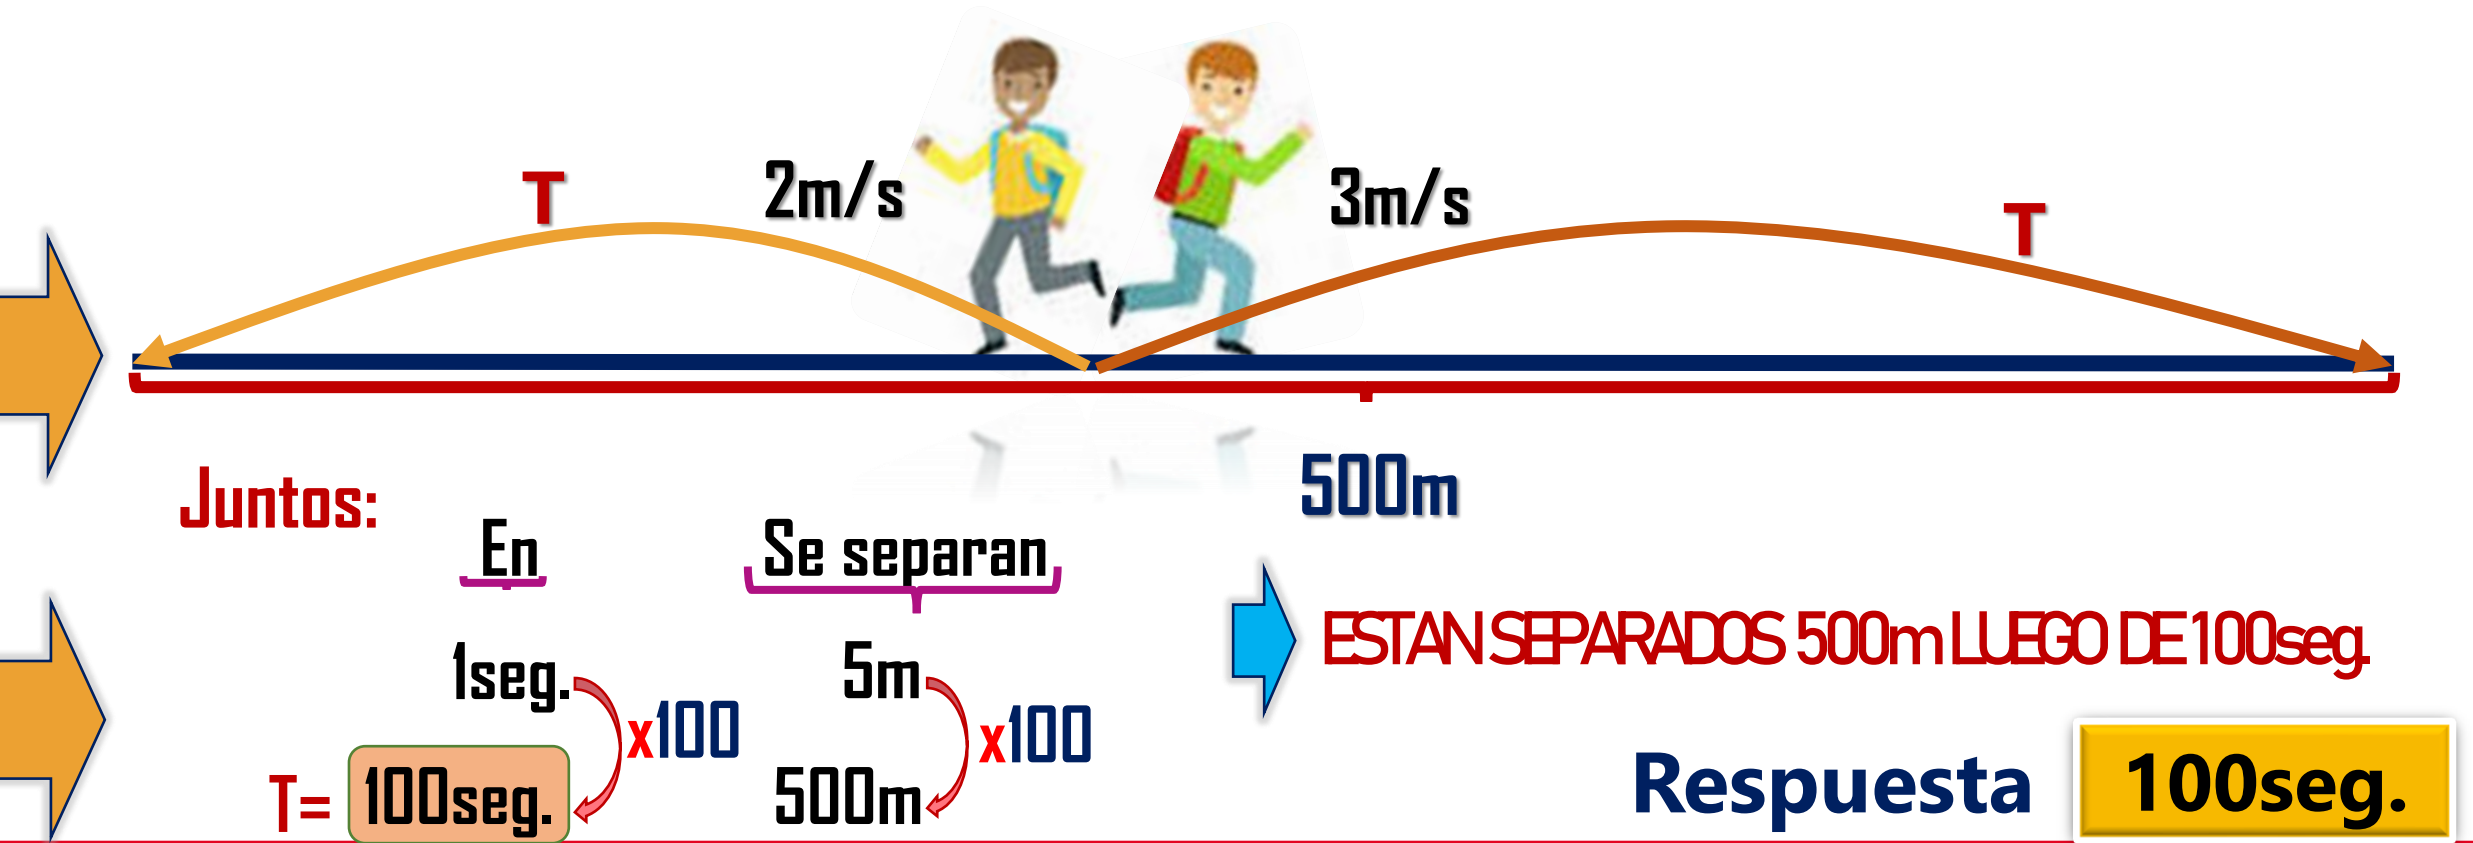 T
2m/s
3m/s
T
500m
Juntos:
En
Se separan
1seg.
5m
x100
x100
T=
100seg.
500m
ESTAN SEPARADOS 500m LUEGO DE 100seg.
Respuesta
100seg.